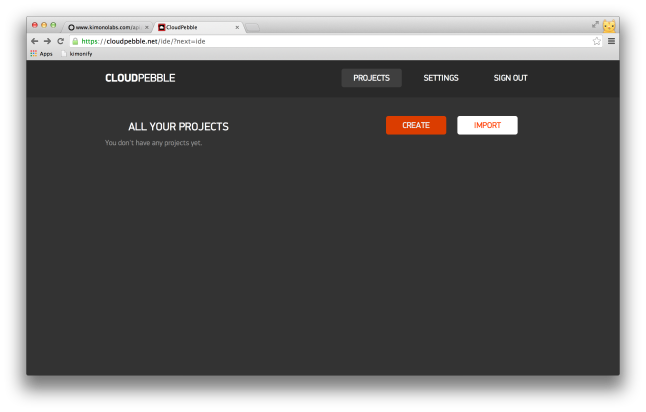 www.kimonolabs.com/ap
CloudPebble
https://cloudpebble.net/ide/?next=ide
Apps
kimonify
CLOUDPEBBLE
PROJECTS
SETTINGS
SIGN OUT
ALL YOUR PROJECTS
CREATE
IMPORT
You don't have any projects yet.